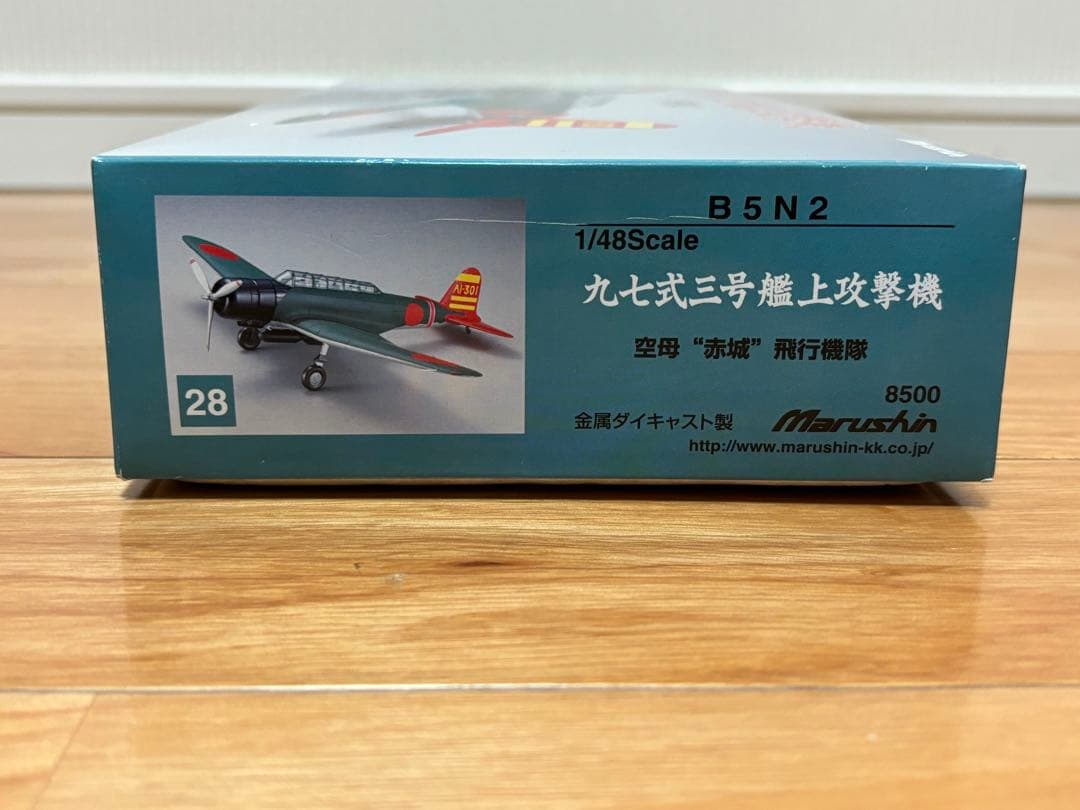 B5N2
1/48Scale
九七式三号艦上攻撃機
空母“赤城”飛行機隊
8500
金属ダイキャスト製 Marushin
http://www.marushin-kk.co.jp/
AI-301
28